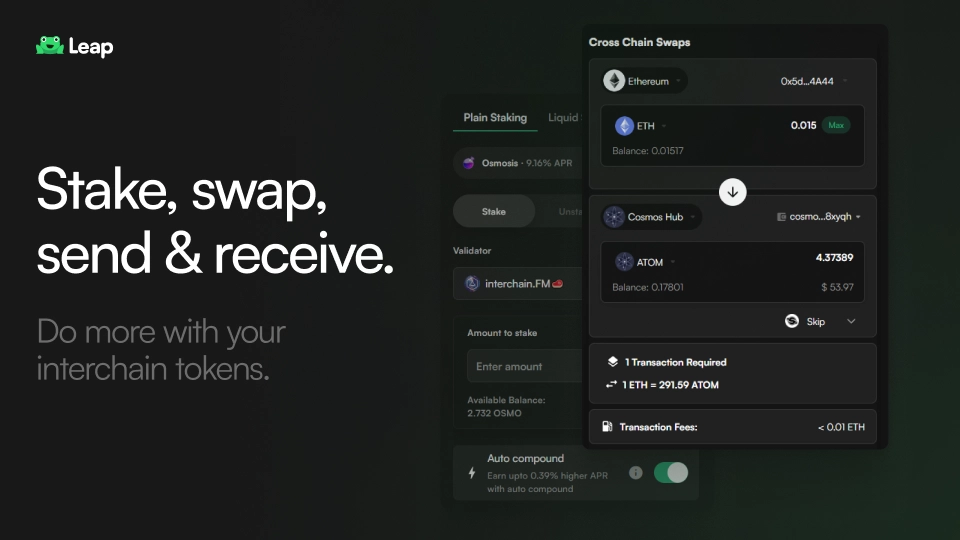 Leap
Stake, swap,
send & receive.
Do more with your
interchain tokens.
Plain Staking Liquid
Osmosis · 9.16% APR
Stake Unsta
Validator
interchain.FM🥩
Amount to stake
Enter amount
Available Balance:
2.732 OSMO
Auto compound
Earn upto 0.39% higher APR
with auto compound
Cross Chain Swaps
Ethereum 0x5d...4A44
ETH 0.015 Max
Balance: 0.01517
Cosmos Hub cosmo...8xyqh
ATOM 4.37389
Balance: 0.17801 $ 53.97
Skip
1 Transaction Required
1 ETH = 291.59 ATOM
Transaction Fees: < 0.01 ETH